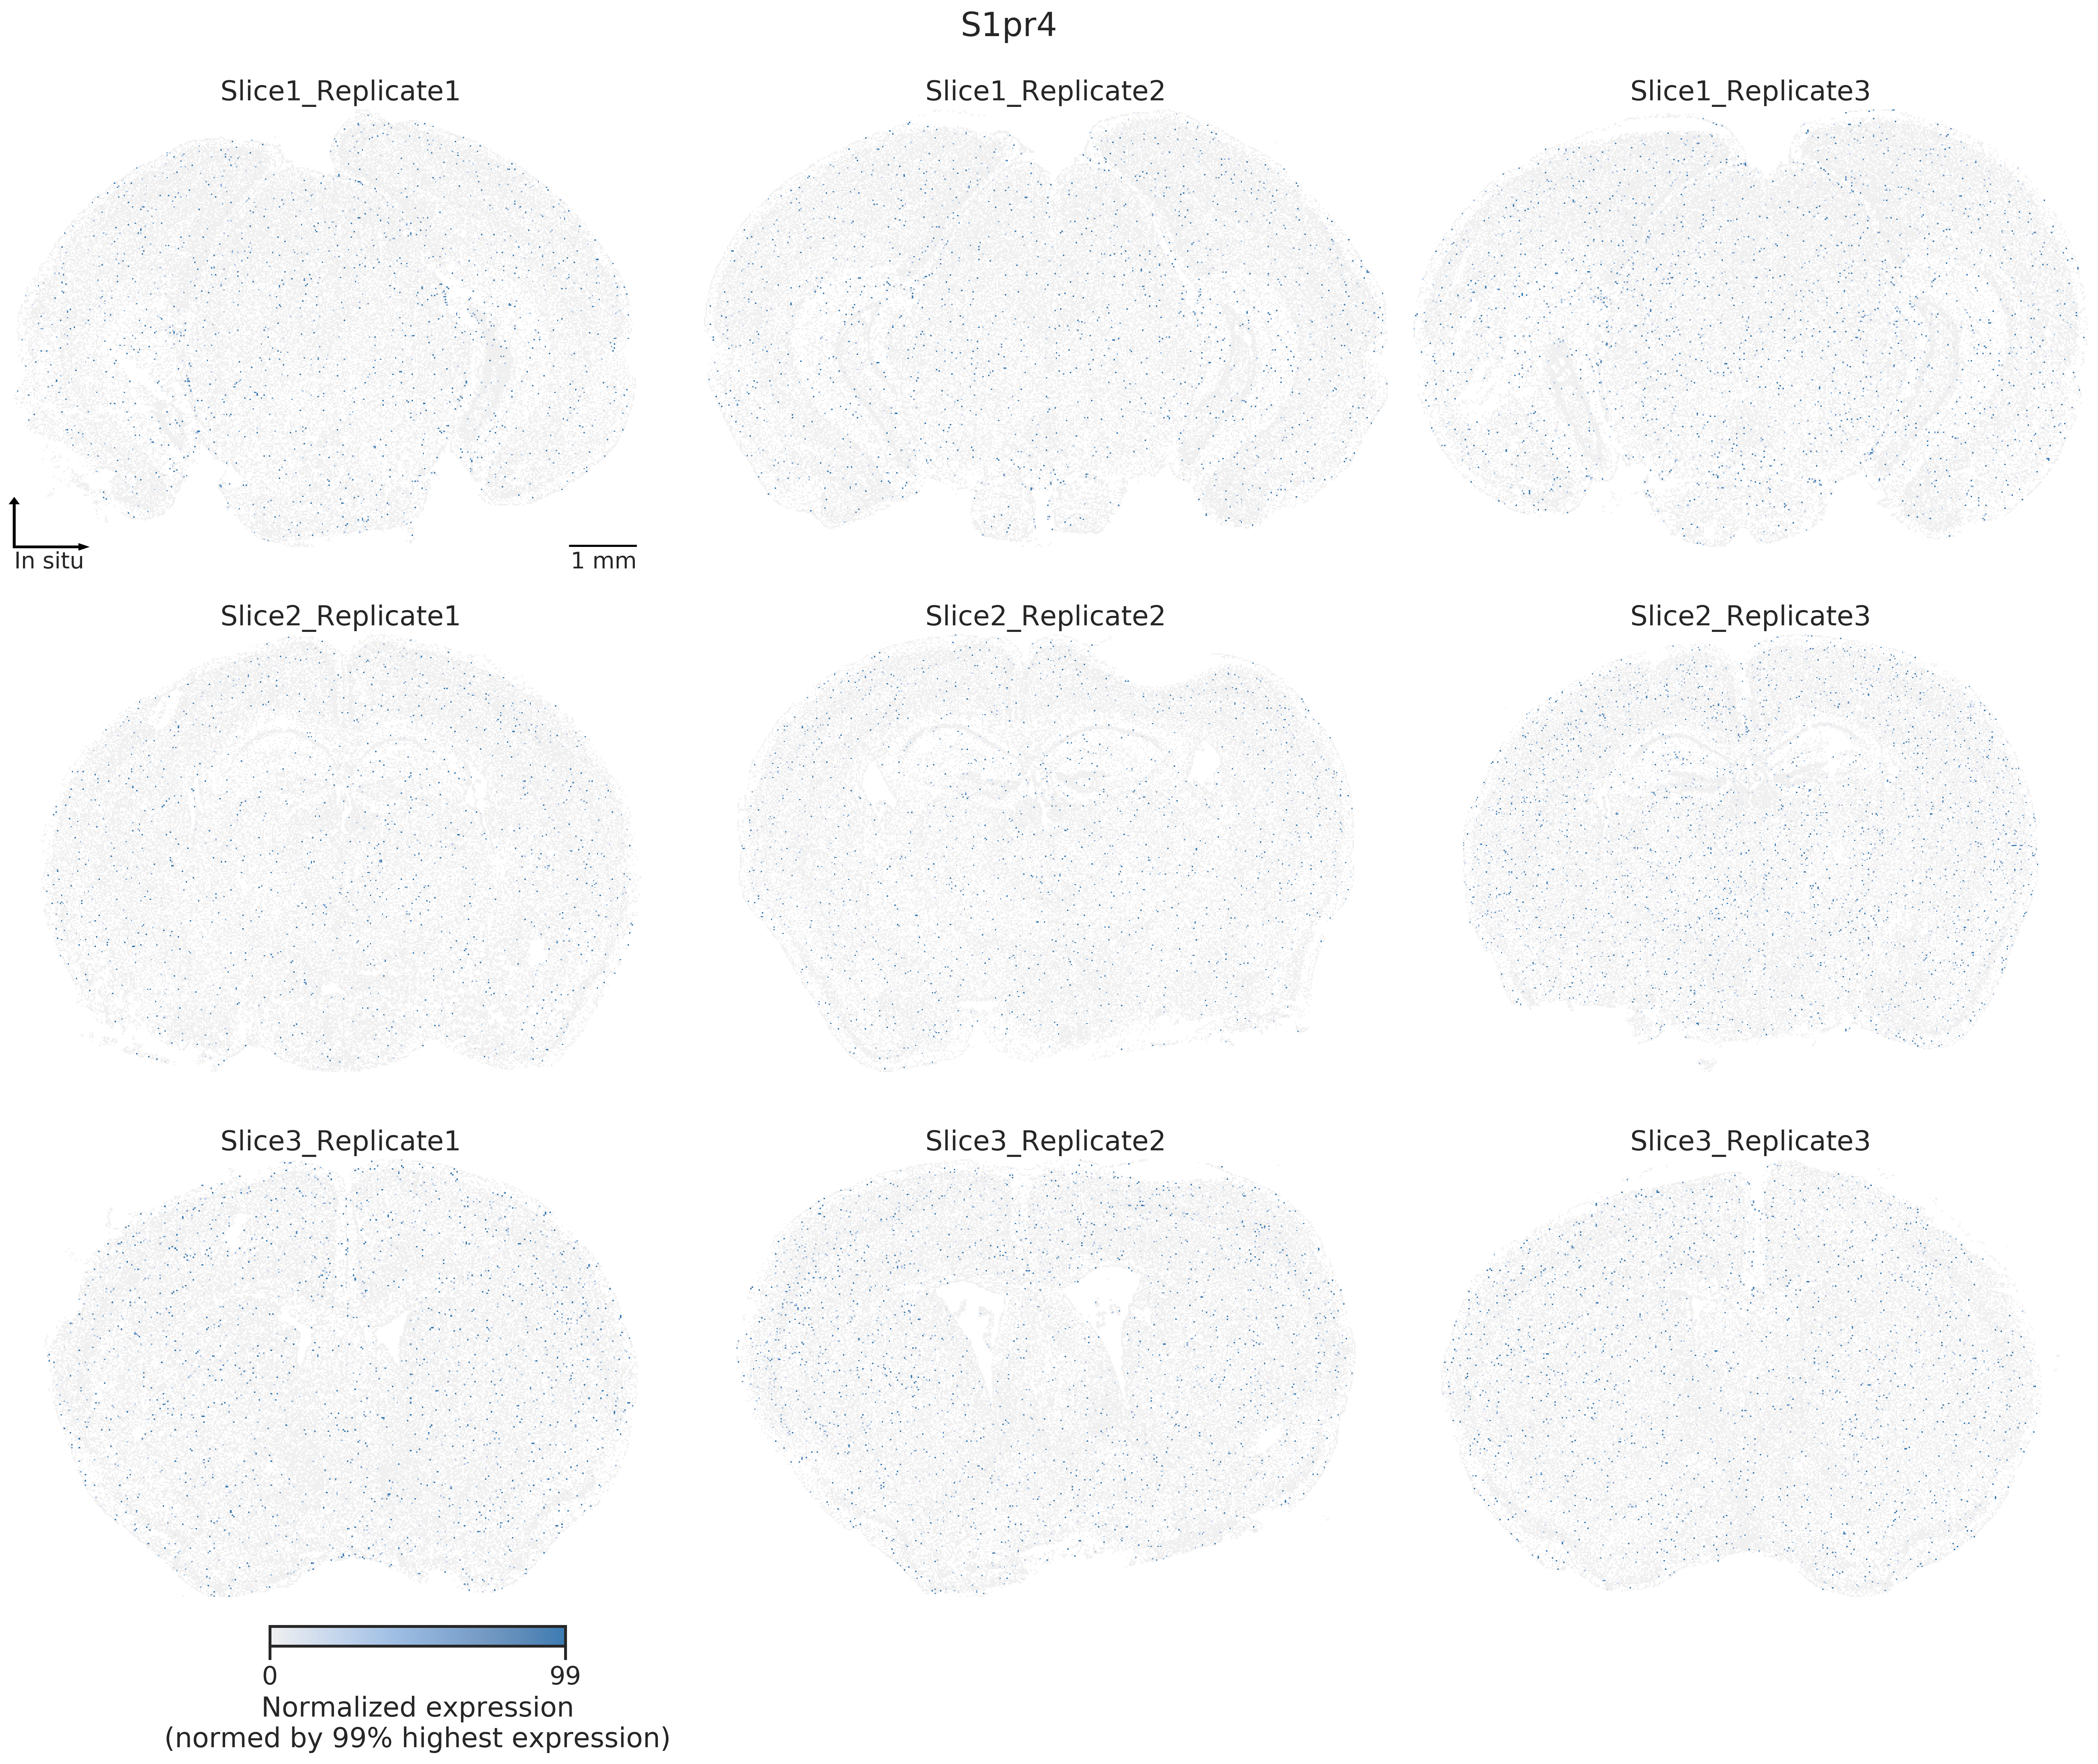 S1pr4
Slice1_Replicate1
Slice1_Replicate2
Slice1_Replicate3
In situ
1 mm
Slice2_Replicate1
Slice2_Replicate2
Slice2_Replicate3
Slice3_Replicate1
Slice3_Replicate2
Slice3_Replicate3
0
99
Normalized expression
(normed by 99% highest expression)